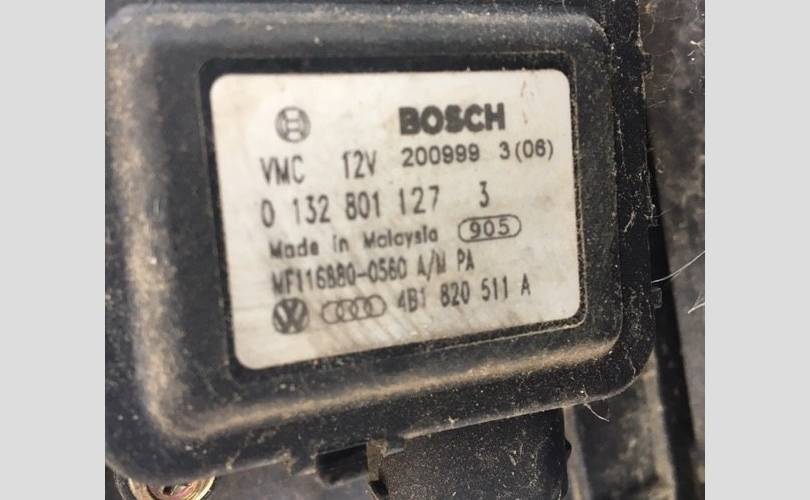 BOSCH
VMC 12V 200999 3(06)
0 132 801 127 3
Made in Malaysia 905
MF116880-0560 A/M PA
4B1 820 511 A